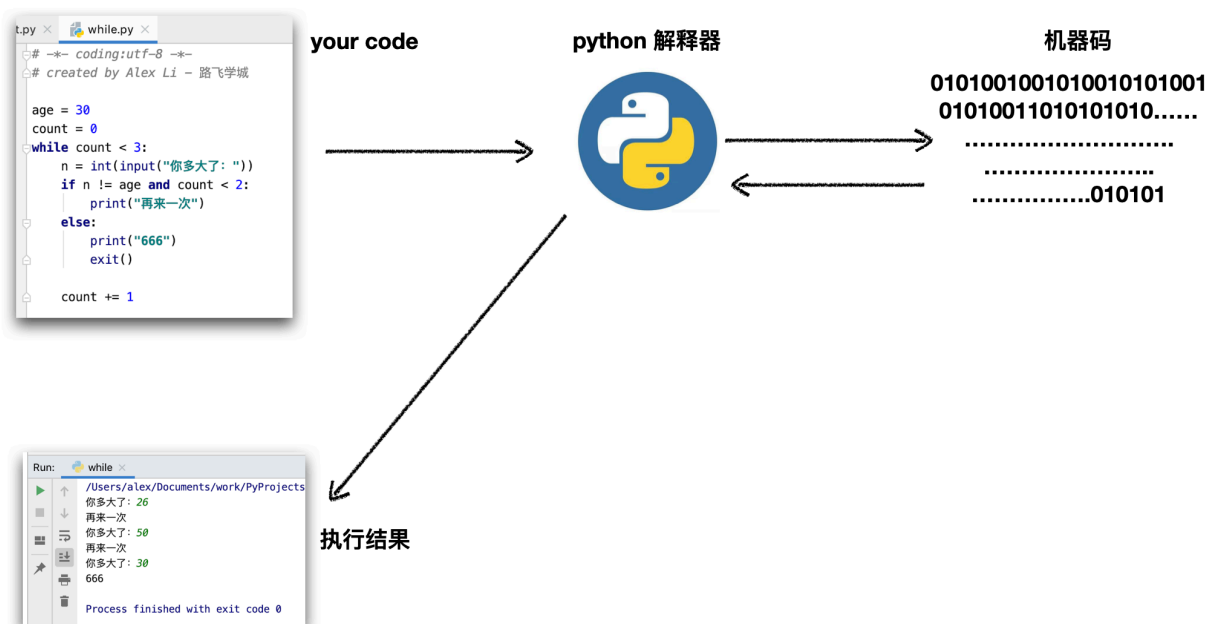 t.py × while.py ×
# -*- coding:utf-8 -*-
# created by Alex Li - 路飞学城
age = 30
count = 0
while count < 3:
    n = int(input("你多大了: "))
    if n != age and count < 2:
        print("再来一次")
    else:
        print("666")
        exit()
    count += 1
your code
python 解释器
机器码
0101001001010010101001
01010011010101010……
………………………
…………………..
…………….010101
Run: while ×
/Users/alex/Documents/work/PyProjects
你多大了: 26
再来一次
你多大了: 50
再来一次
你多大了: 30
666
Process finished with exit code 0
执行结果